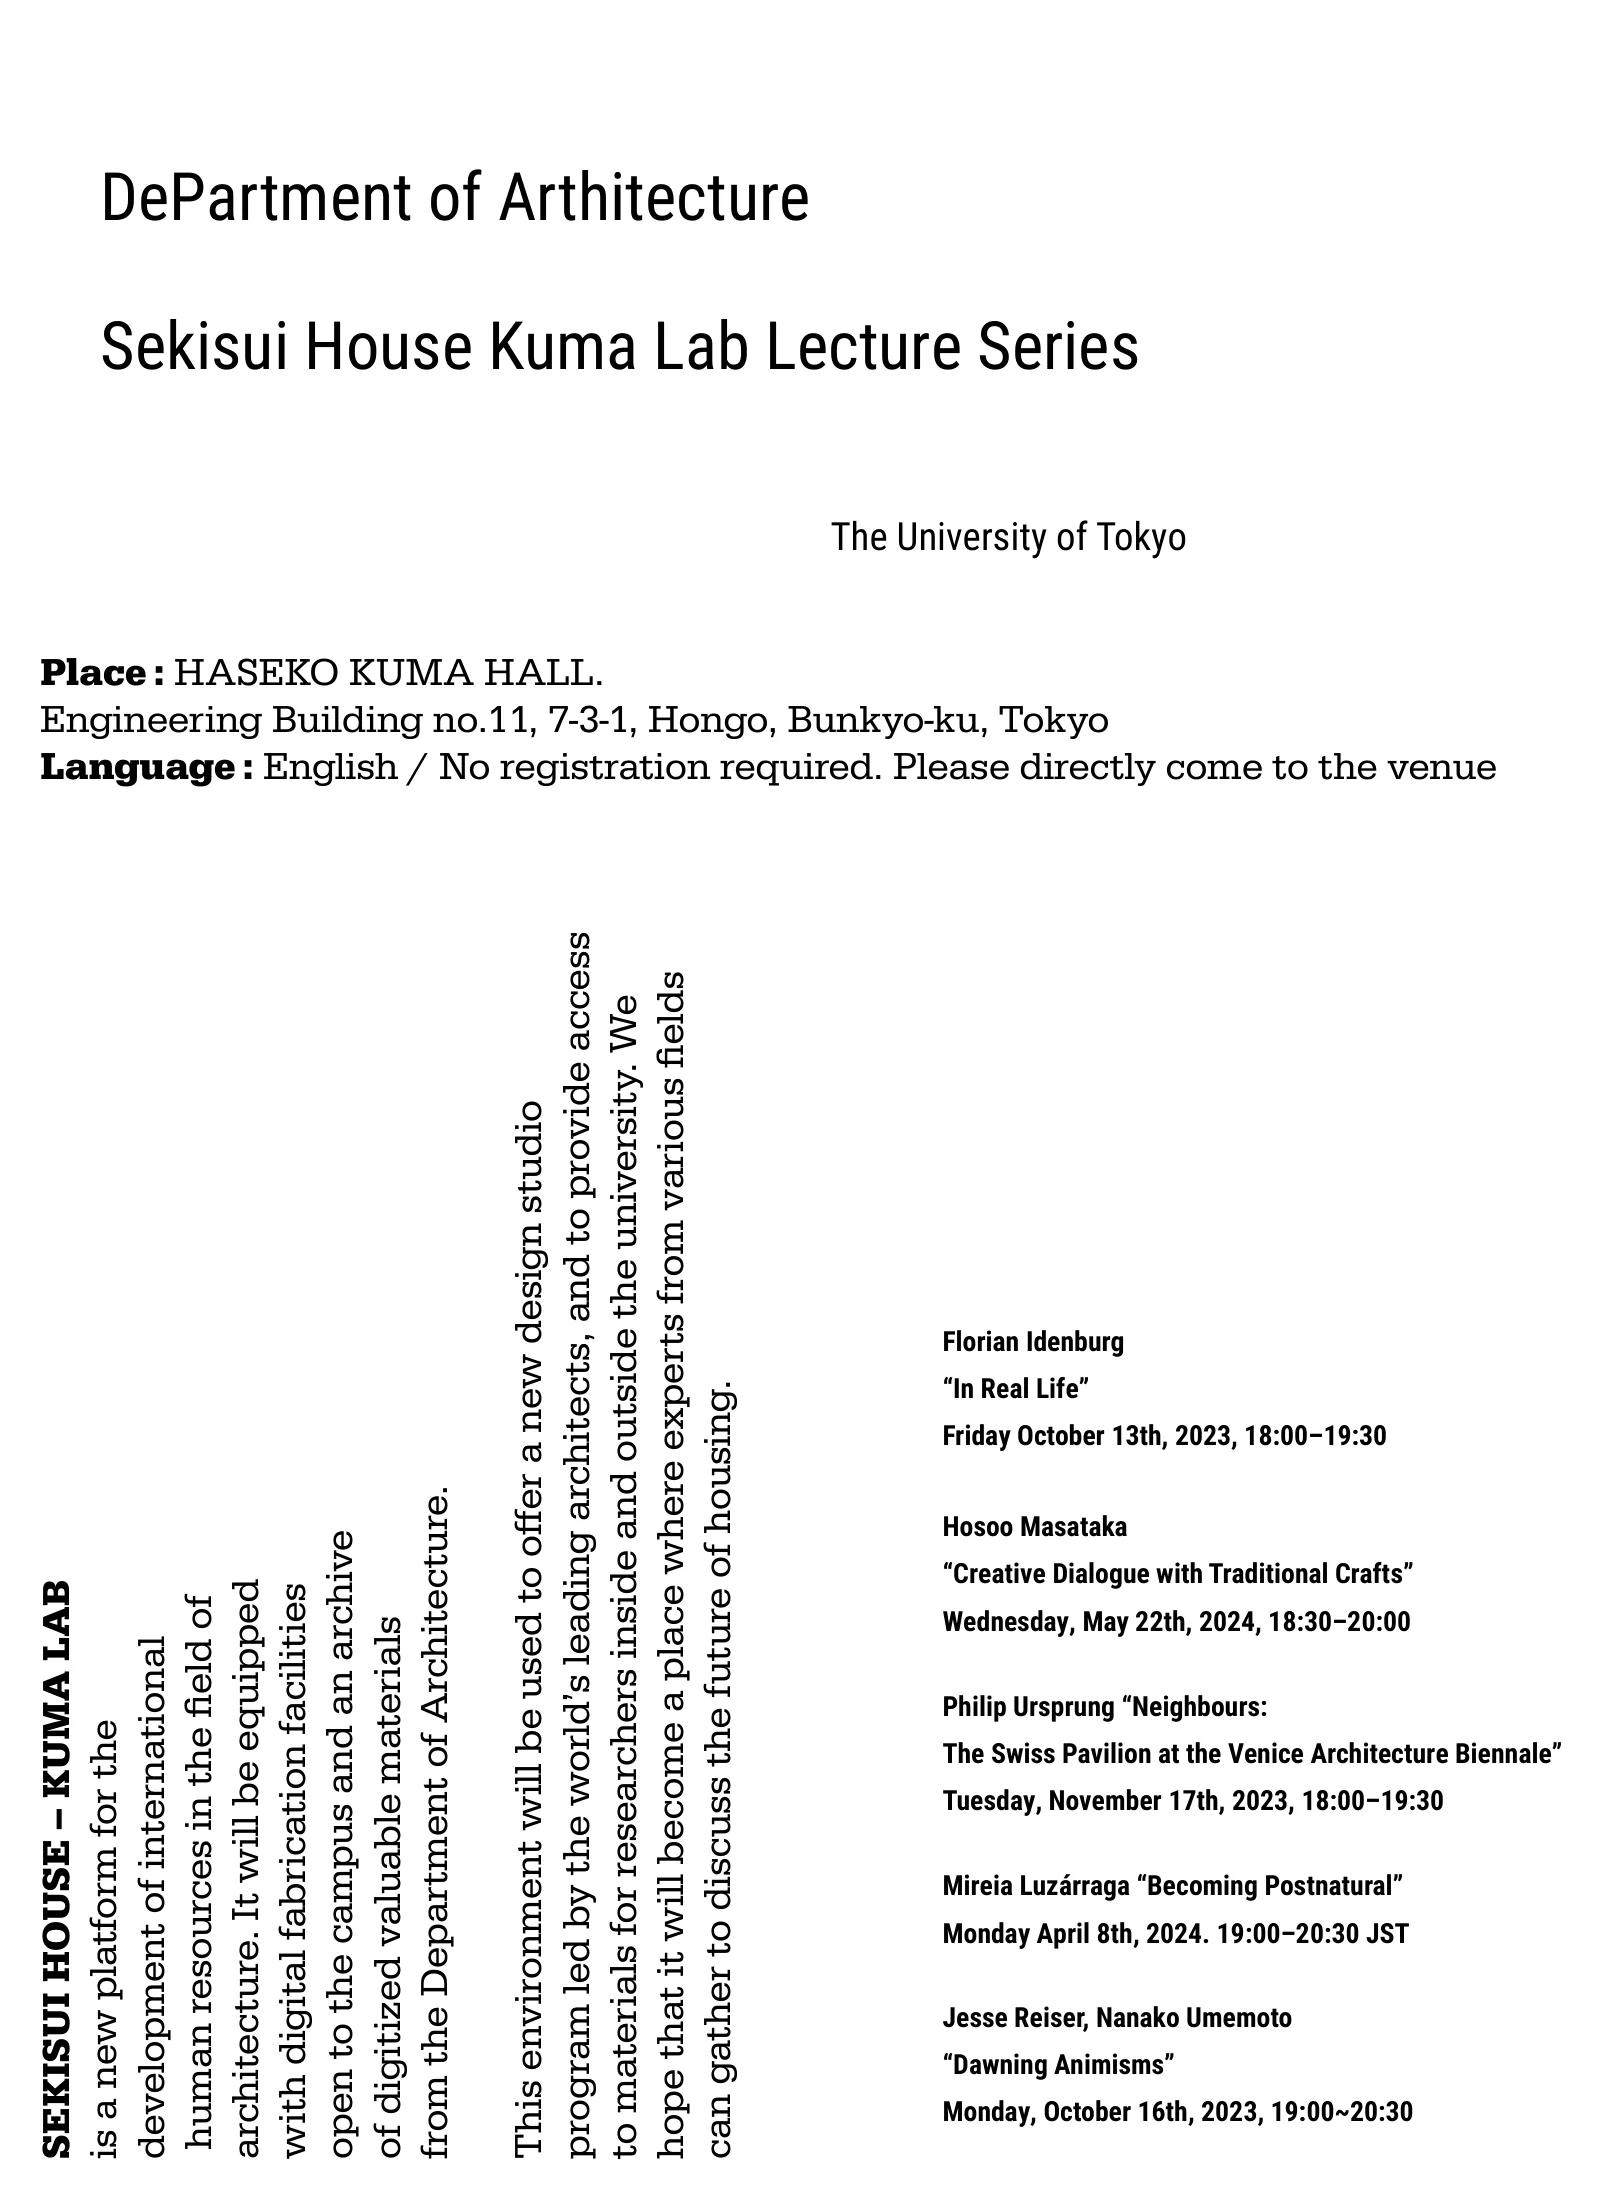 DePartment of Arthitecture
Sekisui House Kuma Lab Lecture Series
The University of Tokyo
Place : HASEKO KUMA HALL.
Engineering Building no.11, 7-3-1, Hongo, Bunkyo-ku, Tokyo
Language : English / No registration required. Please directly come to the venue
SEKISUI HOUSE – KUMA LAB
is a new platform for the
development of international
human resources in the field of
architecture. It will be equipped
with digital fabrication facilities
open to the campus and an archive
of digitized valuable materials
from the Department of Architecture.
This environment will be used to offer a new design studio
program led by the world’s leading architects, and to provide access
to materials for researchers inside and outside the university. We
hope that it will become a place where experts from various fields
can gather to discuss the future of housing.
Florian Idenburg
“In Real Life”
Friday October 13th, 2023, 18:00–19:30
Hosoo Masataka
“Creative Dialogue with Traditional Crafts”
Wednesday, May 22th, 2024, 18:30–20:00
Philip Ursprung “Neighbours:
The Swiss Pavilion at the Venice Architecture Biennale”
Tuesday, November 17th, 2023, 18:00–19:30
Mireia Luzárraga “Becoming Postnatural”
Monday April 8th, 2024. 19:00–20:30 JST
Jesse Reiser, Nanako Umemoto
“Dawning Animisms”
Monday, October 16th, 2023, 19:00~20:30